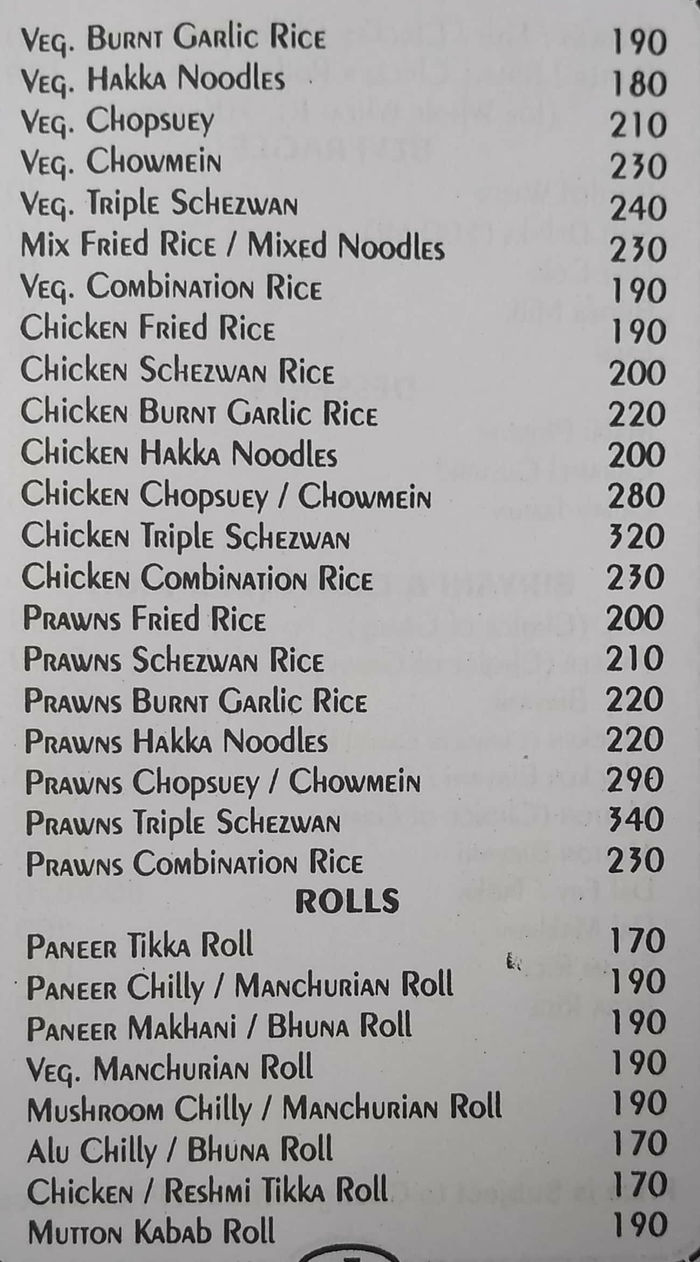 Veg. Burnt Garlic Rice 190
Veg. Hakka Noodles 180
Veg. Chopsuey 210
Veg. Chowmein 230
Veg. Triple Schezwan 240
Mix Fried Rice / Mixed Noodles 230
Veg. Combination Rice 190
Chicken Fried Rice 190
Chicken Schezwan Rice 200
Chicken Burnt Garlic Rice 220
Chicken Hakka Noodles 200
Chicken Chopsuey / Chowmein 280
Chicken Triple Schezwan 320
Chicken Combination Rice 230
Prawns Fried Rice 200
Prawns Schezwan Rice 210
Prawns Burnt Garlic Rice 220
Prawns Hakka Noodles 220
Prawns Chopsuey / Chowmein 290
Prawns Triple Schezwan 340
Prawns Combination Rice 230
ROLLS
Paneer Tikka Roll 170
Paneer Chilly / Manchurian Roll 190
Paneer Makhani / Bhuna Roll 190
Veg. Manchurian Roll 190
Mushroom Chilly / Manchurian Roll 190
Alu Chilly / Bhuna Roll 170
Chicken / Reshmi Tikka Roll 170
Mutton Kabab Roll 190